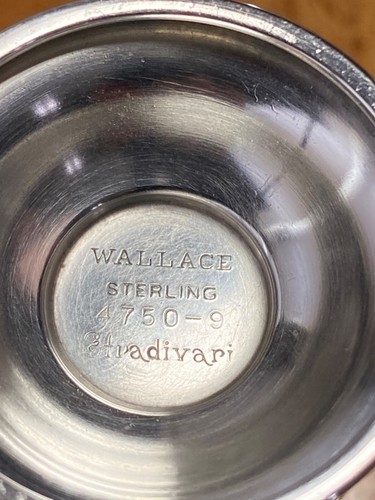 WALLACE
STERLING
4750-9
Stradivari